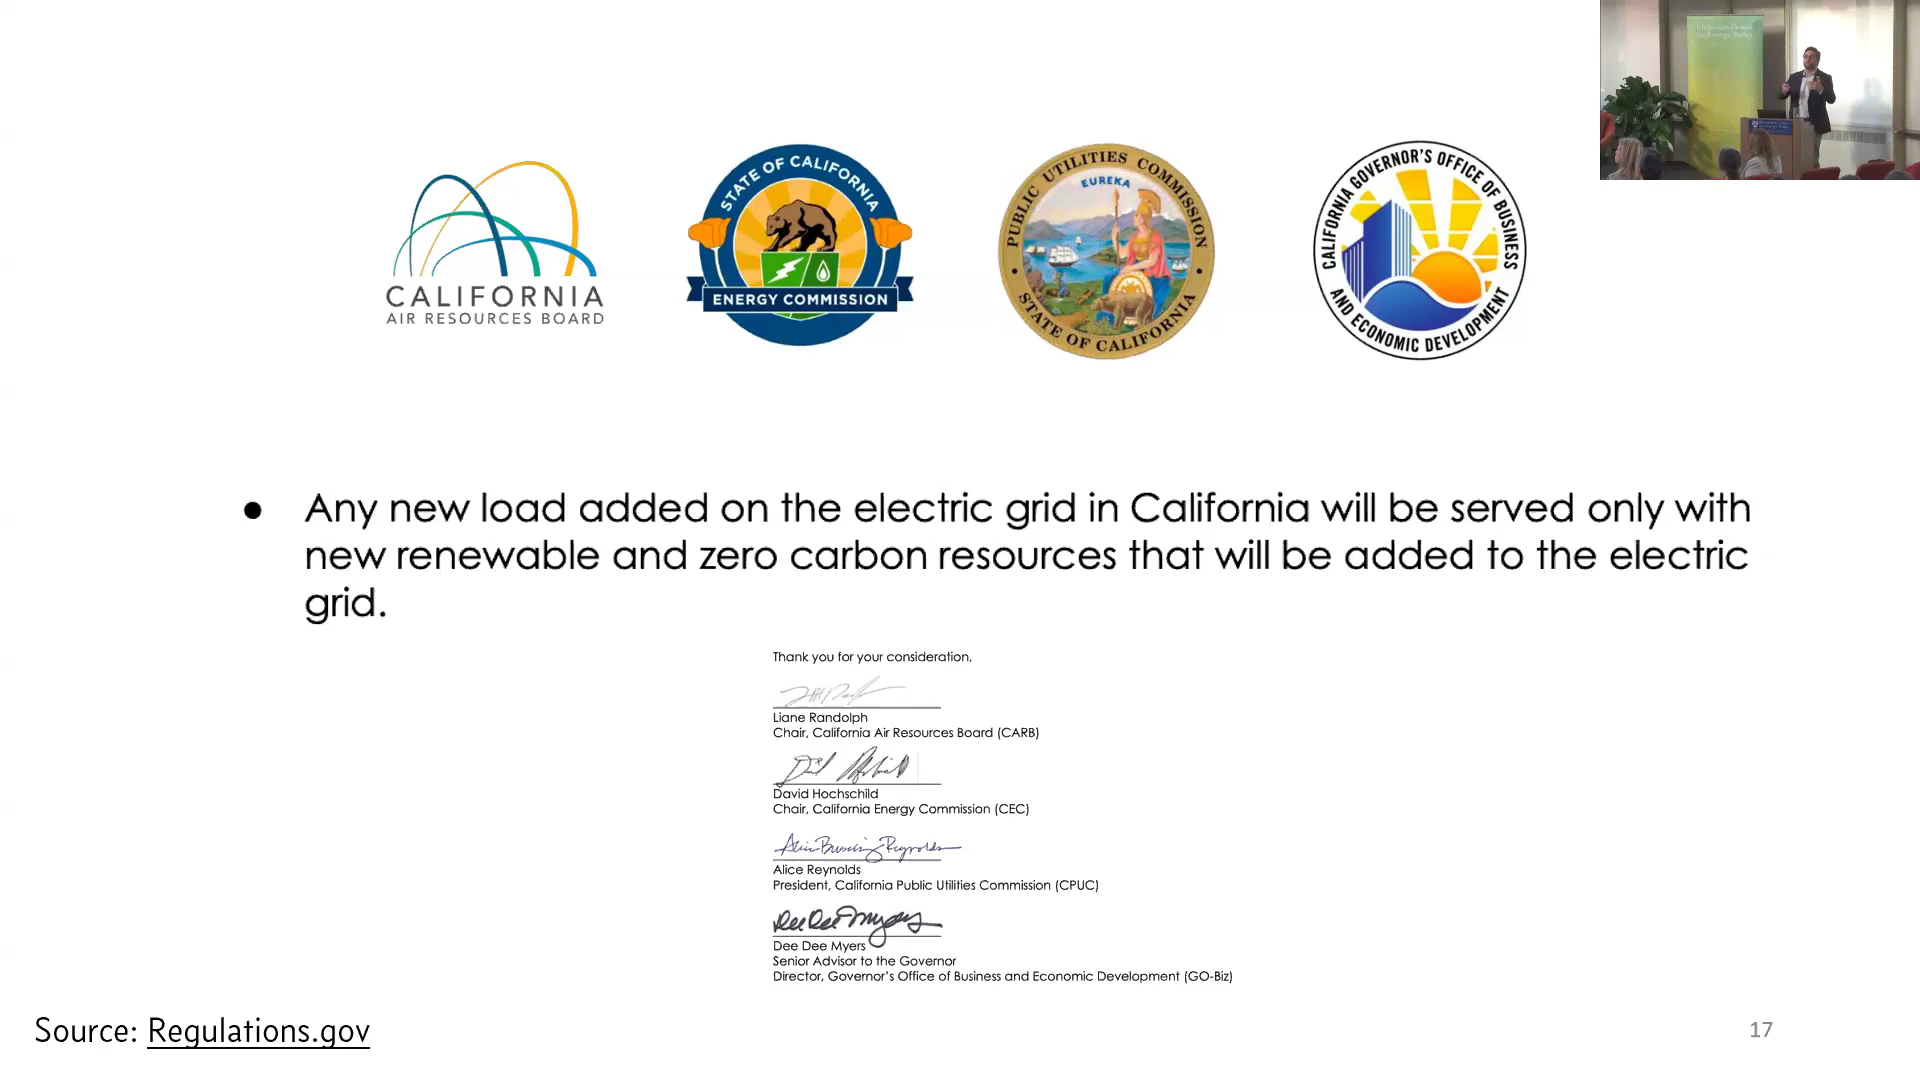 CALIFORNIA
AIR RESOURCES BOARD
STATE OF CALIFORNIA
ENERGY COMMISSION
PUBLIC UTILITIES COMMISSION
EUREKA
STATE OF CALIFORNIA
CALIFORNIA GOVERNOR'S OFFICE OF BUSINESS
AND ECONOMIC DEVELOPMENT
● Any new load added on the electric grid in California will be served only with
new renewable and zero carbon resources that will be added to the electric
grid.
Thank you for your consideration,
Liane Randolph
Chair, California Air Resources Board (CARB)
David Hochschild
Chair, California Energy Commission (CEC)
Alice Reynolds
President, California Public Utilities Commission (CPUC)
Dee Dee Myers
Dee Dee Myers
Senior Advisor to the Governor
Director, Governor's Office of Business and Economic Development (GO-Biz)
Source: Regulations.gov
17